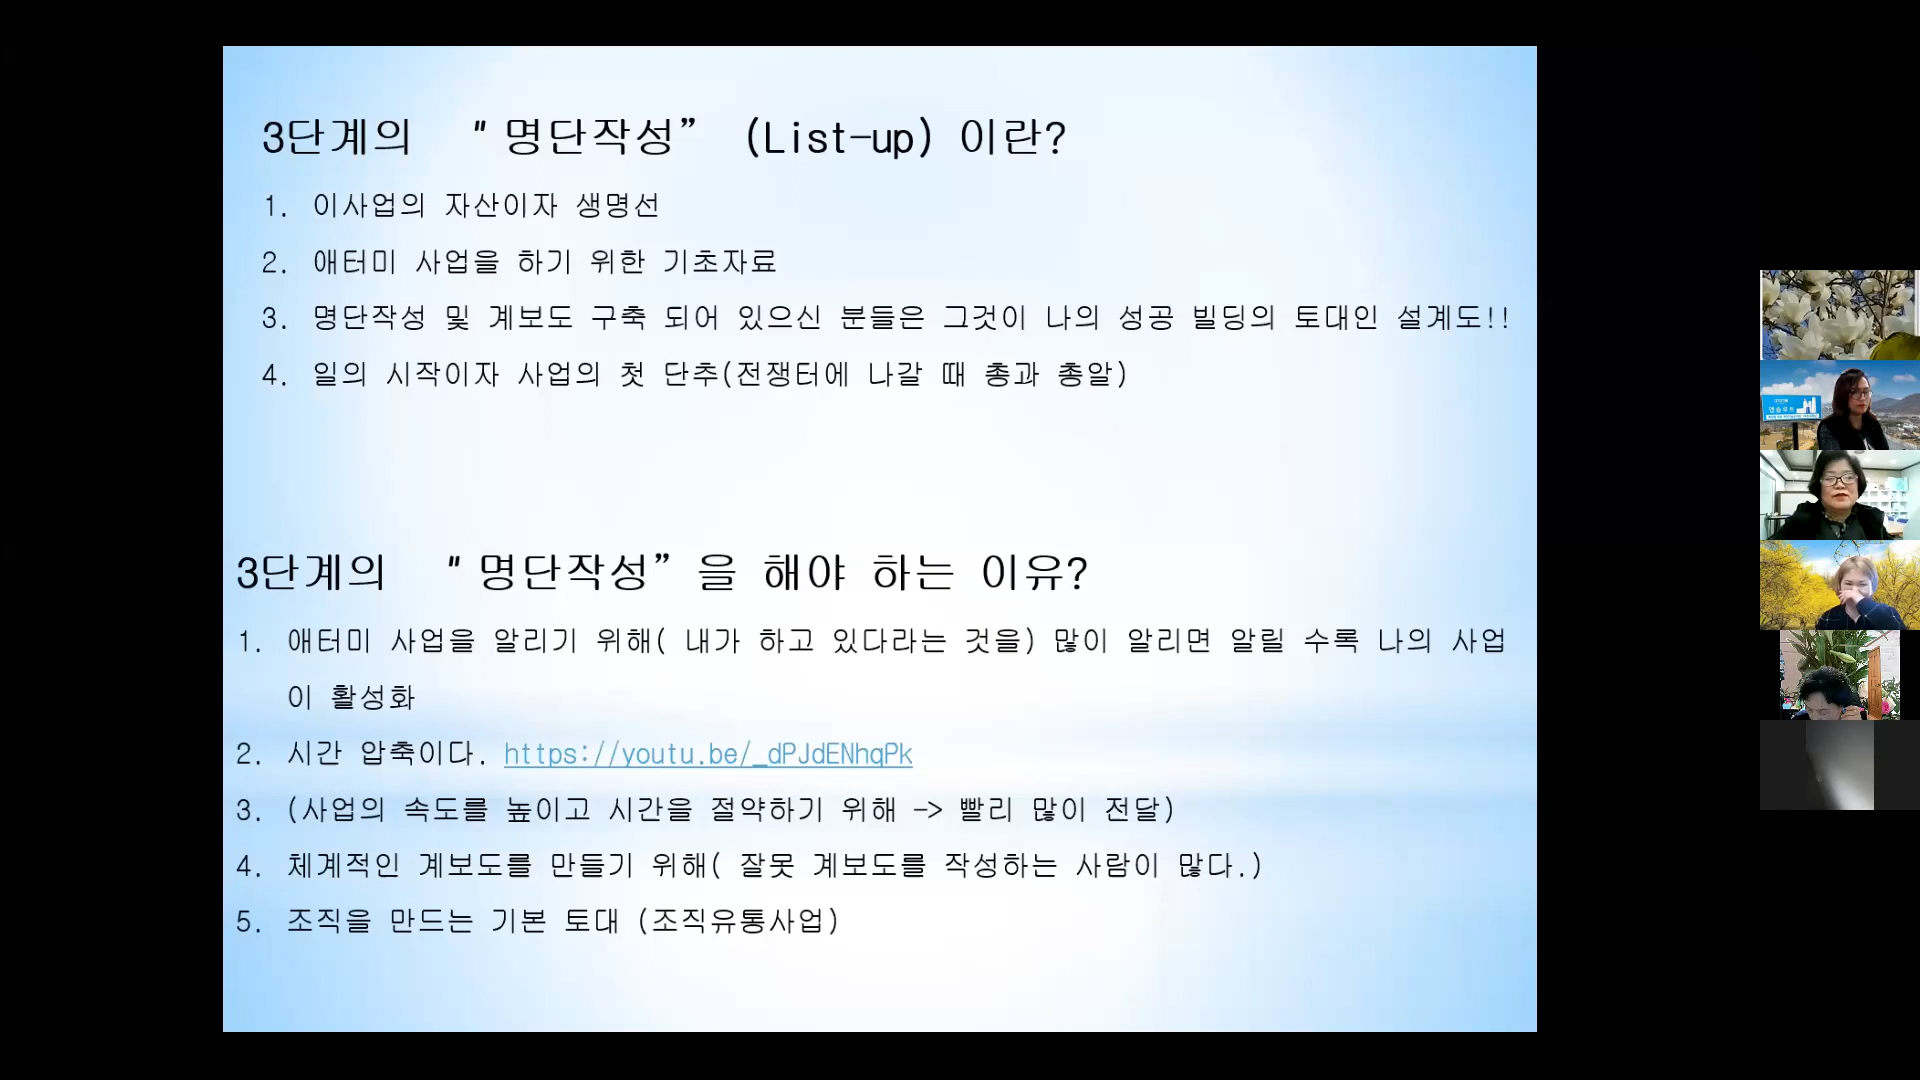 3단계의 "명단작성” (List-up) 이란?
1. 이사업의 자산이자 생명선
2. 애터미 사업을 하기 위한 기초자료
3. 명단작성 및 계보도 구축 되어 있으신 분들은 그것이 나의 성공 빌딩의 토대인 설계도!!
4. 일의 시작이자 사업의 첫 단추(전쟁터에 나갈 때 총과 총알)
3단계의 "명단작성”을 해야 하는 이유?
1. 애터미 사업을 알리기 위해( 내가 하고 있다라는 것을) 많이 알리면 알릴 수록 나의 사업
이 활성화
2. 시간 압축이다. https://youtu.be/_dPJdENhqPk
3. (사업의 속도를 높이고 시간을 절약하기 위해 -> 빨리 많이 전달)
4. 체계적인 계보도를 만들기 위해( 잘못 계보도를 작성하는 사람이 많다.)
5. 조직을 만드는 기본 토대 (조직유통사업)